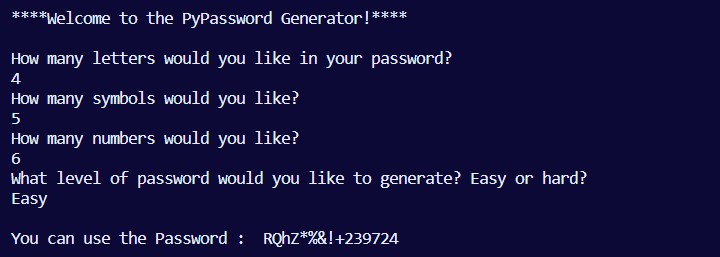 ****Welcome to the PyPassword Generator!****
How many letters would you like in your password?
4
How many symbols would you like?
5
How many numbers would you like?
6
What level of password would you like to generate? Easy or hard?
Easy
You can use the Password :  RQhZ*%&!+239724